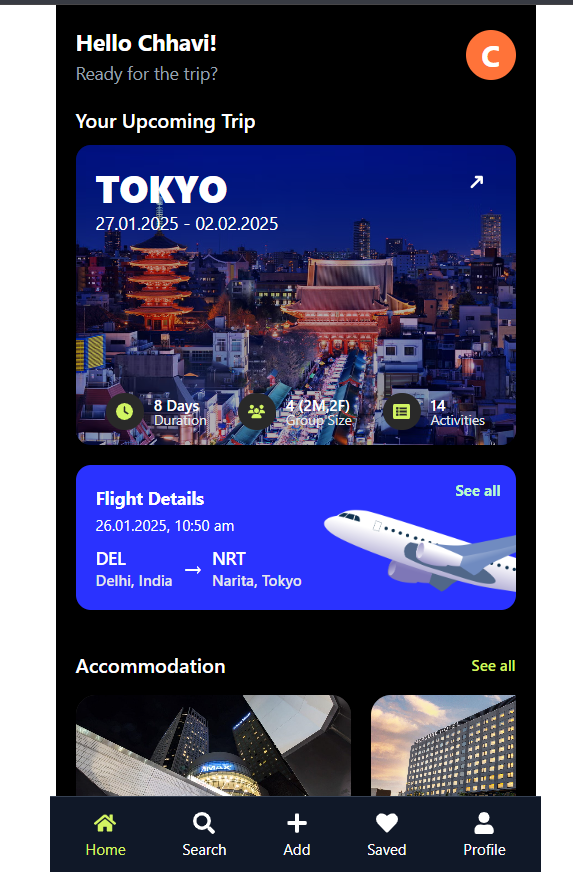 Hello Chhavi!
C
Ready for the trip?
Your Upcoming Trip
TOKYO
27.01.2025 - 02.02.2025
8 Days
Duration
4 (2M,2F)
Group Size
14
Activities
Flight Details
See all
26.01.2025, 10:50 am
DEL → NRT
Delhi, India Narita, Tokyo
Accommodation
See all
IMAX
Home
Search
Add
Saved
Profile